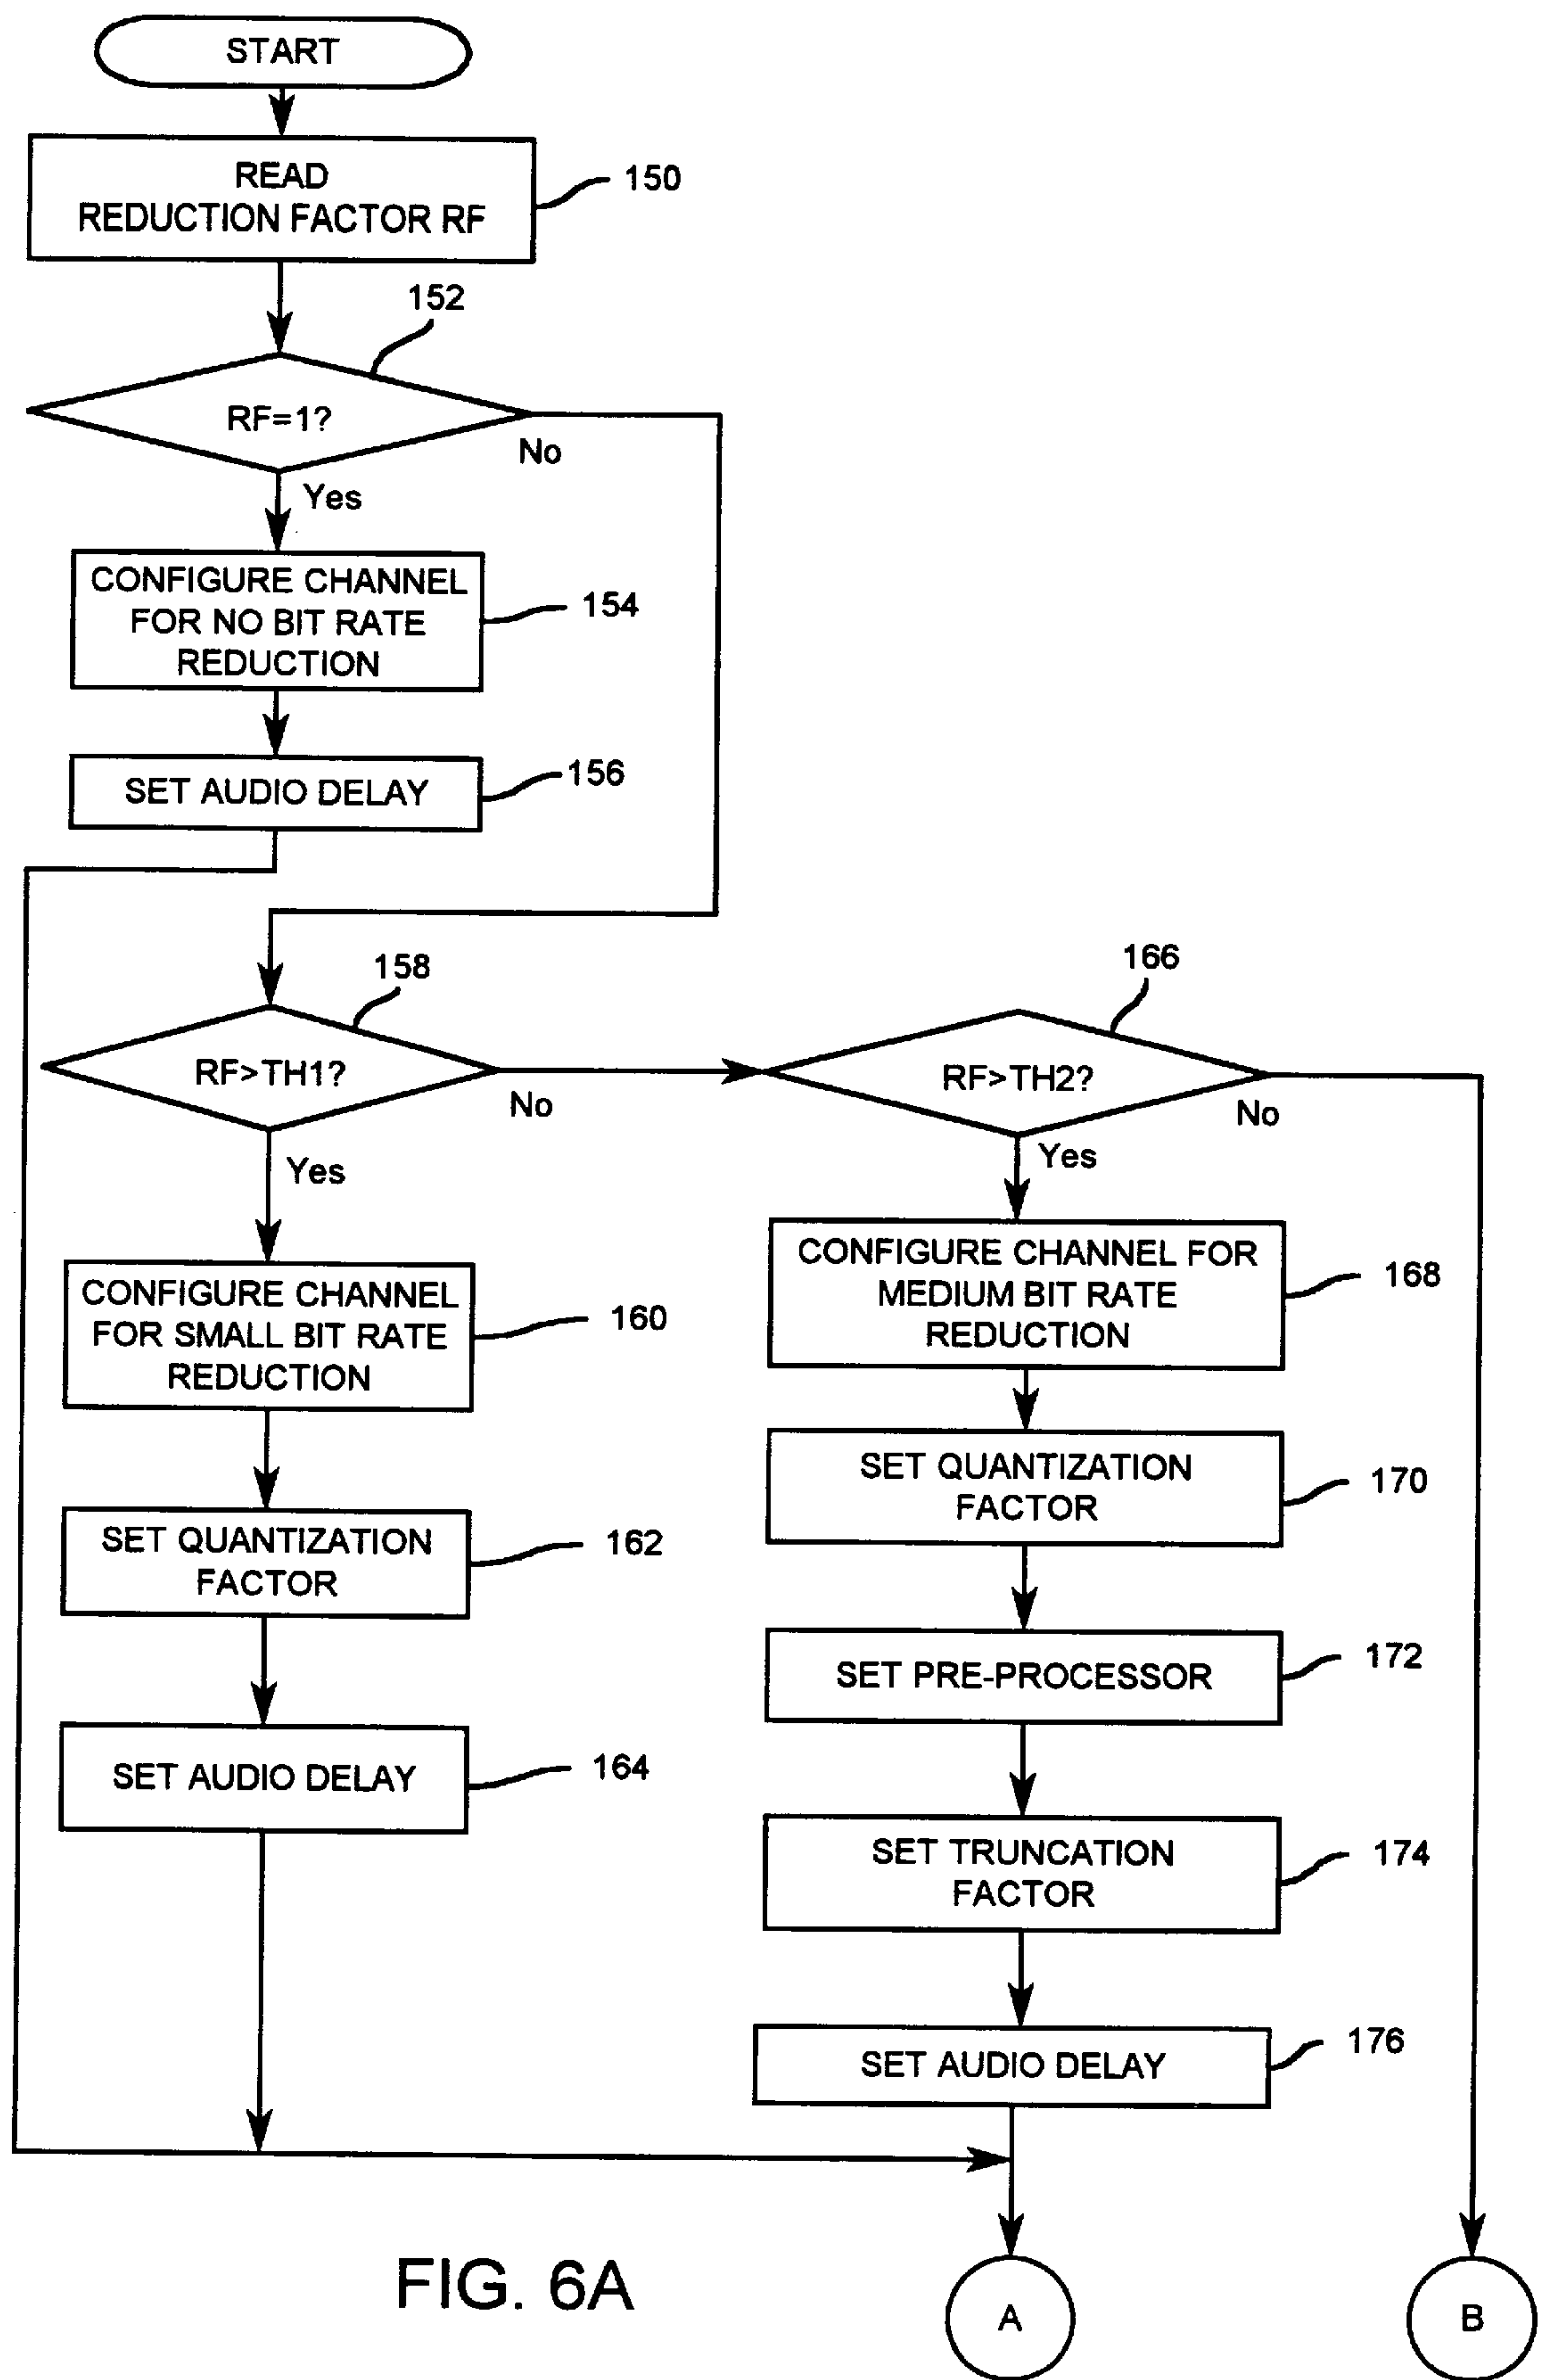 START
READ
REDUCTION FACTOR RF
150
152
RF=1?
No
Yes
CONFIGURE CHANNEL
FOR NO BIT RATE
REDUCTION
154
SET AUDIO DELAY
156
158
RF>TH1?
No
Yes
166
RF>TH2?
No
Yes
CONFIGURE CHANNEL
FOR SMALL BIT RATE
REDUCTION
160
SET QUANTIZATION
FACTOR
162
SET AUDIO DELAY
164
CONFIGURE CHANNEL FOR
MEDIUM BIT RATE
REDUCTION
168
SET QUANTIZATION
FACTOR
170
SET PRE-PROCESSOR
172
SET TRUNCATION
FACTOR
174
SET AUDIO DELAY
176
A
B
FIG. 6A